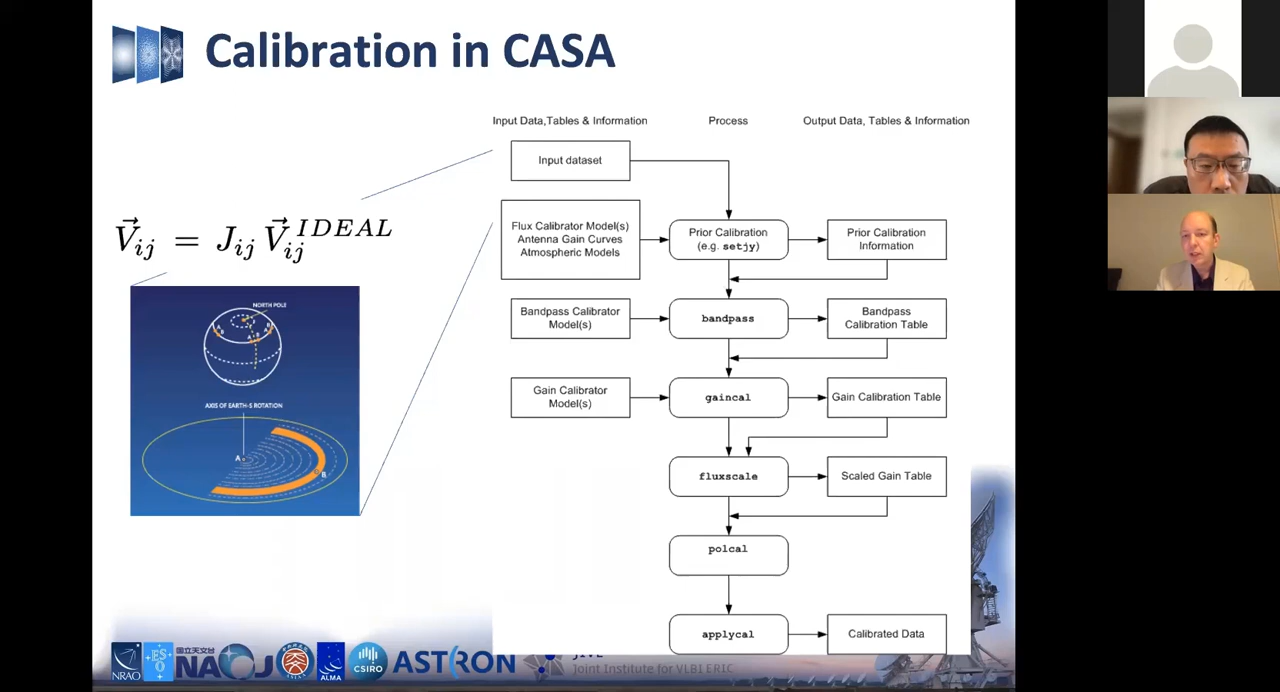 Calibration in CASA
Input Data,Tables & Information
Process
Output Data, Tables & Information
Input dataset
Flux Calibrator Model(s)
Antenna Gain Curves
Atmospheric Models
Prior Calibration
(e.g. setjy)
Prior Calibration
Information
V⃗ij = Jij V⃗ij^IDEAL
NORTH POLE
A B
A B
A B
AXIS OF EARTH-S ROTATION
A
B
Bandpass Calibrator
Model(s)
bandpass
Bandpass
Calibration Table
Gain Calibrator
Model(s)
gaincal
Gain Calibration Table
fluxscale
Scaled Gain Table
polcal
applycal
Calibrated Data
NRAO
ES
O
国立天文台
NAOJ
ALMA
CSIRO
ASTRON
JIVE
Joint Institute for VLBI ERIC